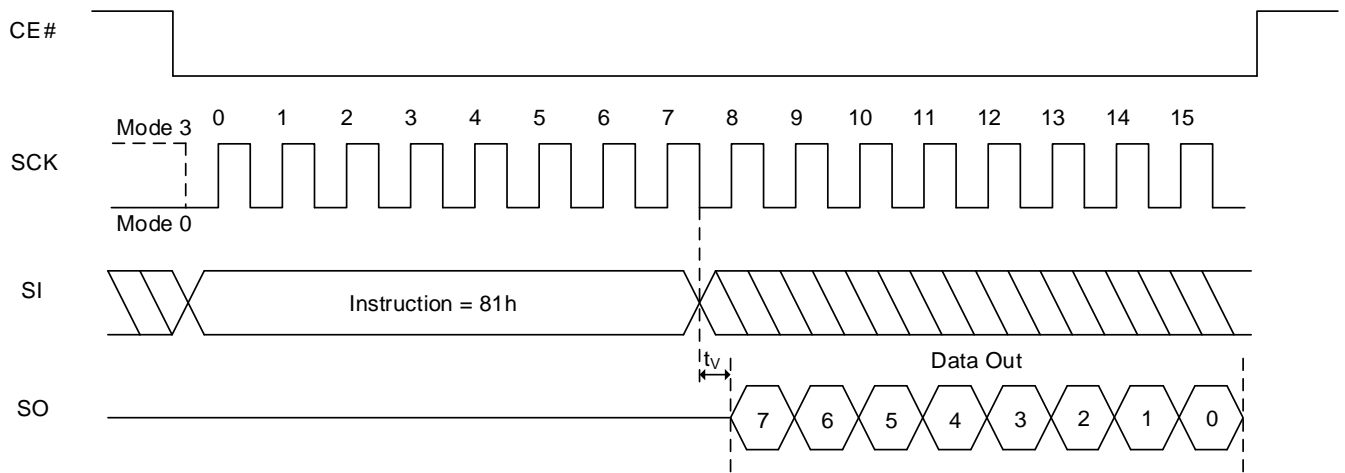 CE#
Mode 3 0 1 2 3 4 5 6 7 8 9 10 11 12 13 14 15
SCK
Mode 0
SI Instruction = 81h
tV Data Out
SO 7 6 5 4 3 2 1 0